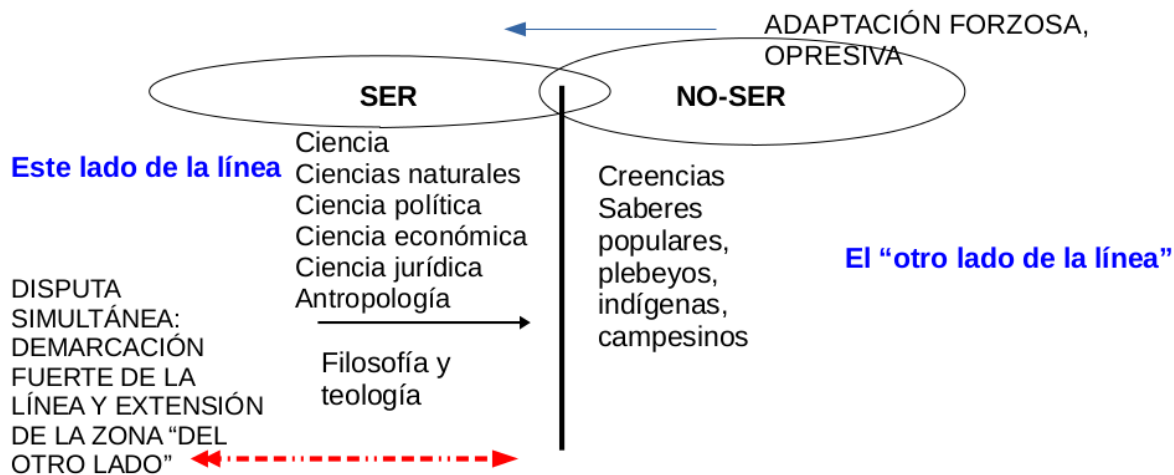 ADAPTACIÓN FORZOSA,
OPRESIVA
SER
NO-SER
Este lado de la línea
Ciencia
Ciencias naturales
Ciencia política
Ciencia económica
Ciencia jurídica
Antropología
Filosofía y
teología
Creencias
Saberes
populares,
plebeyos,
indígenas,
campesinos
El “otro lado de la línea”
DISPUTA
SIMULTÁNEA:
DEMARCACIÓN
FUERTE DE LA
LÍNEA Y EXTENSIÓN
DE LA ZONA “DEL
OTRO LADO”